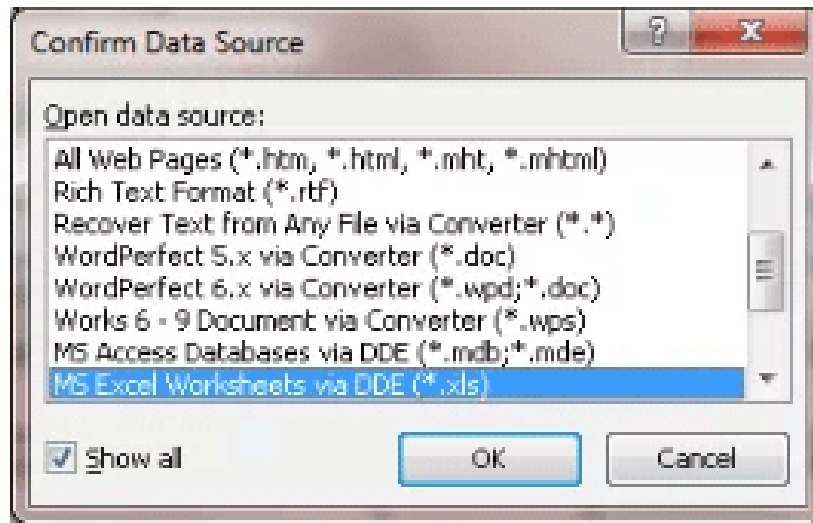 Confirm Data Source
Open data source:
All Web Pages (*.htm, *.html, *.mht, *.mhtml)
Rich Text Format (*.rtf)
Recover Text from Any File via Converter (*.*)
WordPerfect 5.x via Converter (*.doc)
WordPerfect 6.x via Converter (*.wpd;*.doc)
Works 6 - 9 Document via Converter (*.wps)
MS Access Databases via DDE (*.mdb;*.mde)
MS Excel Worksheets via DDE (*.xls)
Show all
OK
Cancel